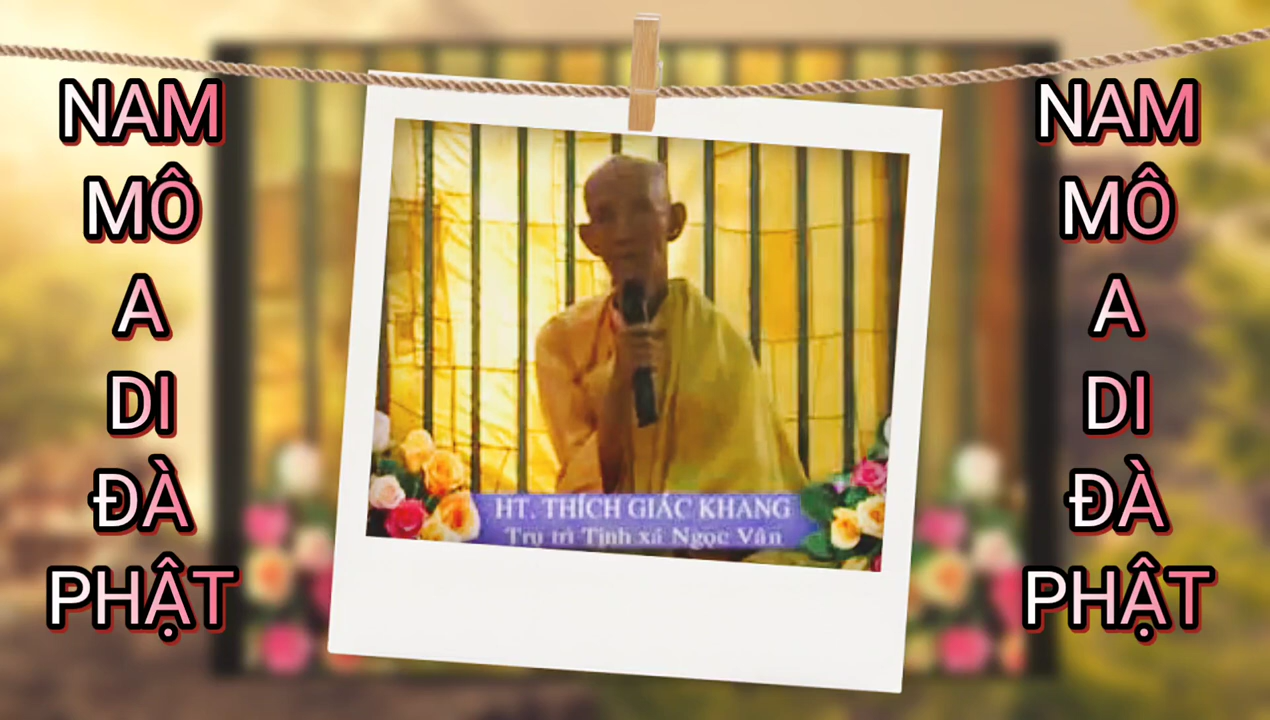 NAM
MÔ
A
DI
ĐÀ
PHẬT
HT. THÍCH GIÁC KHANG
Trụ trì Tịnh xá Ngọc Vân
NAM
MÔ
A
DI
ĐÀ
PHẬT